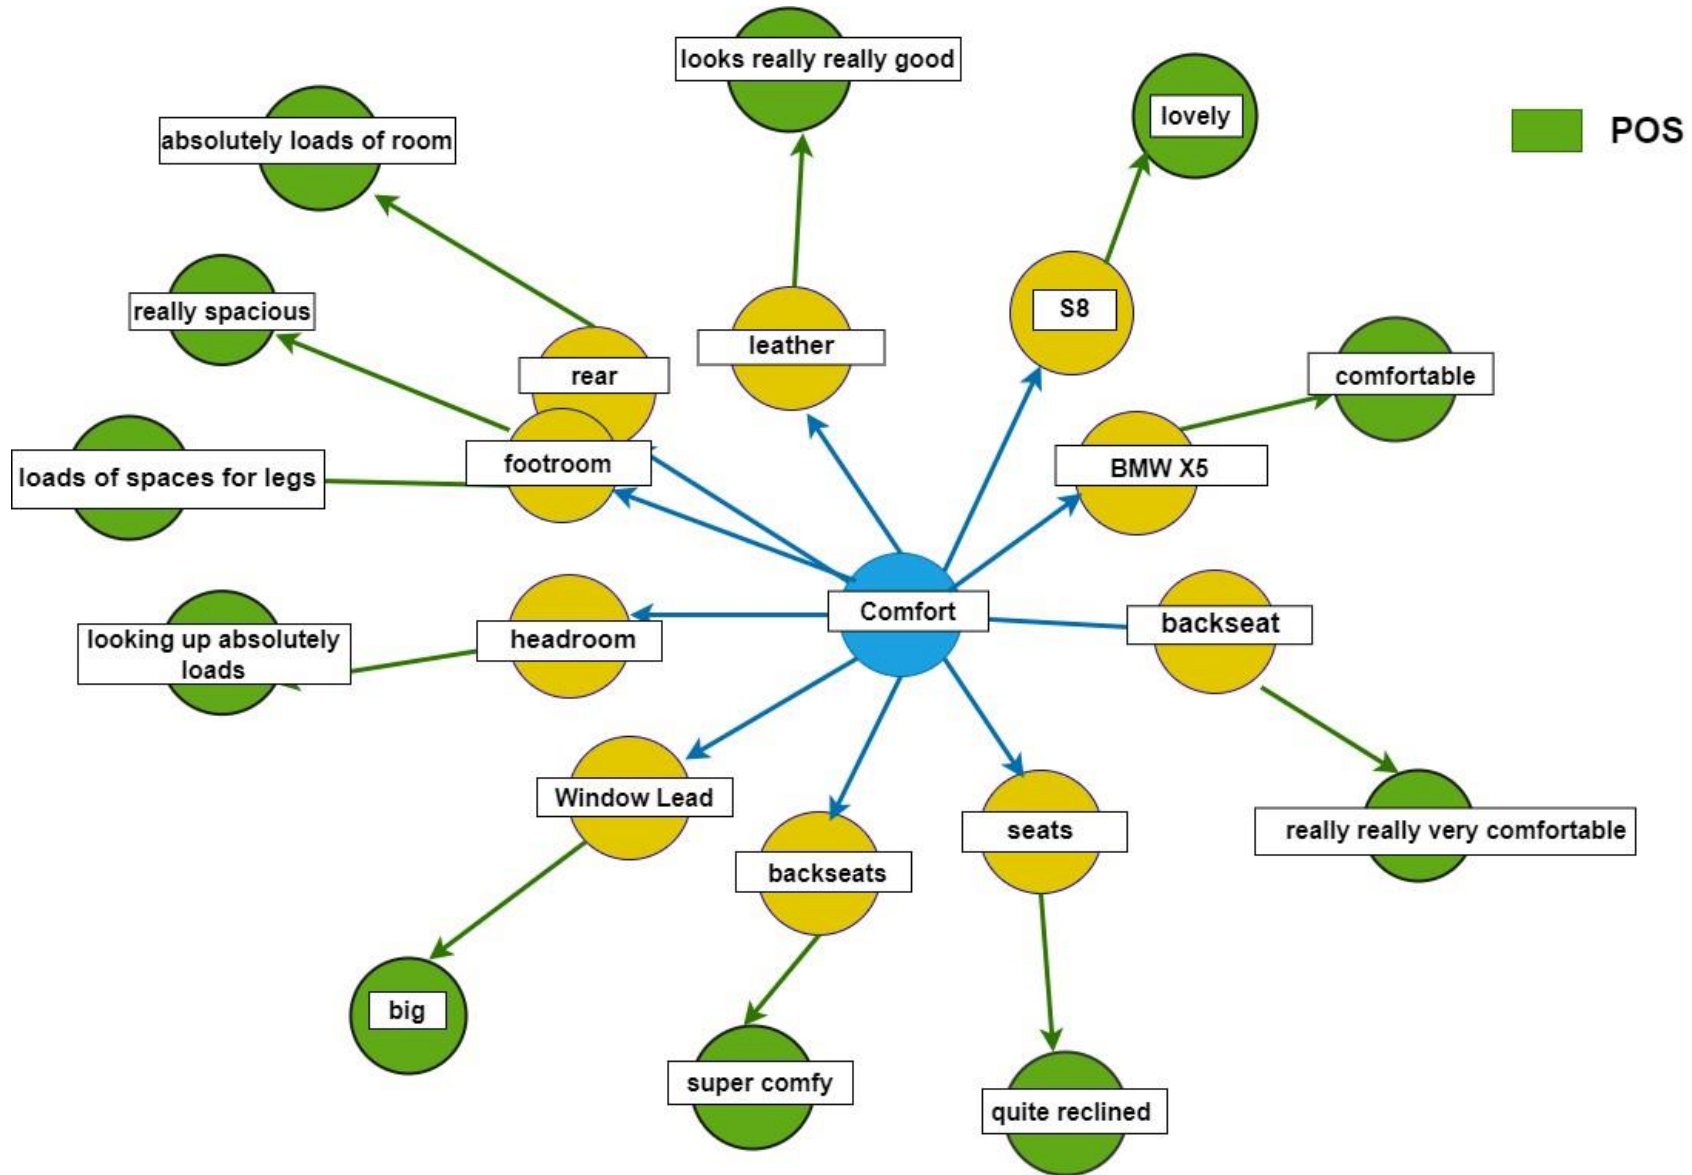 looks really really good
lovely
POS
absolutely loads of room
really spacious
S8
leather
rear
comfortable
footroom
BMW X5
loads of spaces for legs
Comfort
backseat
headroom
looking up absolutely
loads
Window Lead
seats
really really very comfortable
backseats
big
super comfy
quite reclined